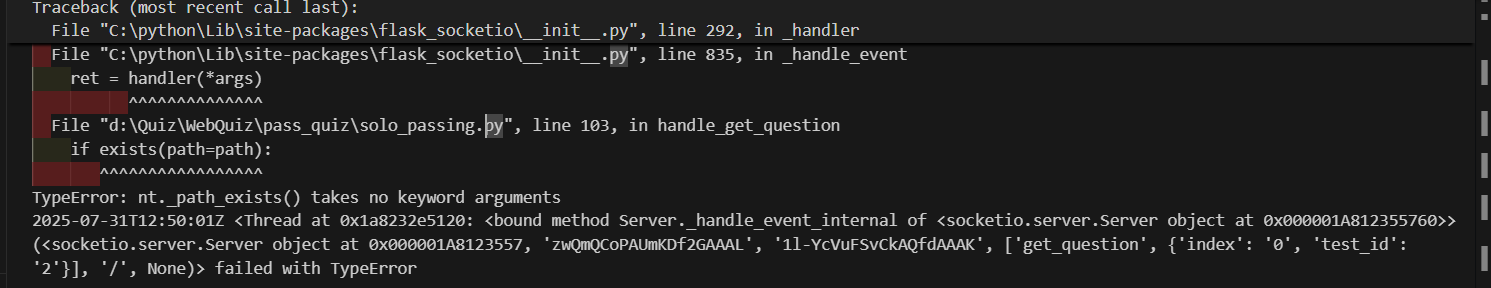 Traceback (most recent call last):
  File "C:\python\Lib\site-packages\flask_socketio\__init__.py", line 292, in _handler
  File "C:\python\Lib\site-packages\flask_socketio\__init__.py", line 835, in _handle_event
    ret = handler(*args)
          ^^^^^^^^^^^^^^
  File "d:\Quiz\WebQuiz\pass_quiz\solo_passing.py", line 103, in handle_get_question
    if exists(path=path):
       ^^^^^^^^^^^^^^^^^
TypeError: nt._path_exists() takes no keyword arguments
2025-07-31T12:50:01Z <Thread at 0x1a8232e5120: <bound method Server._handle_event_internal of <socketio.server.Server object at 0x000001A812355760>>
(<socketio.server.Server object at 0x000001A8123557, 'zwQmQCoPAUmKDf2GAAAL', '1l-YcVuFSvCkAQfdAAAK', ['get_question', {'index': '0', 'test_id':
'2'}], '/', None)> failed with TypeError